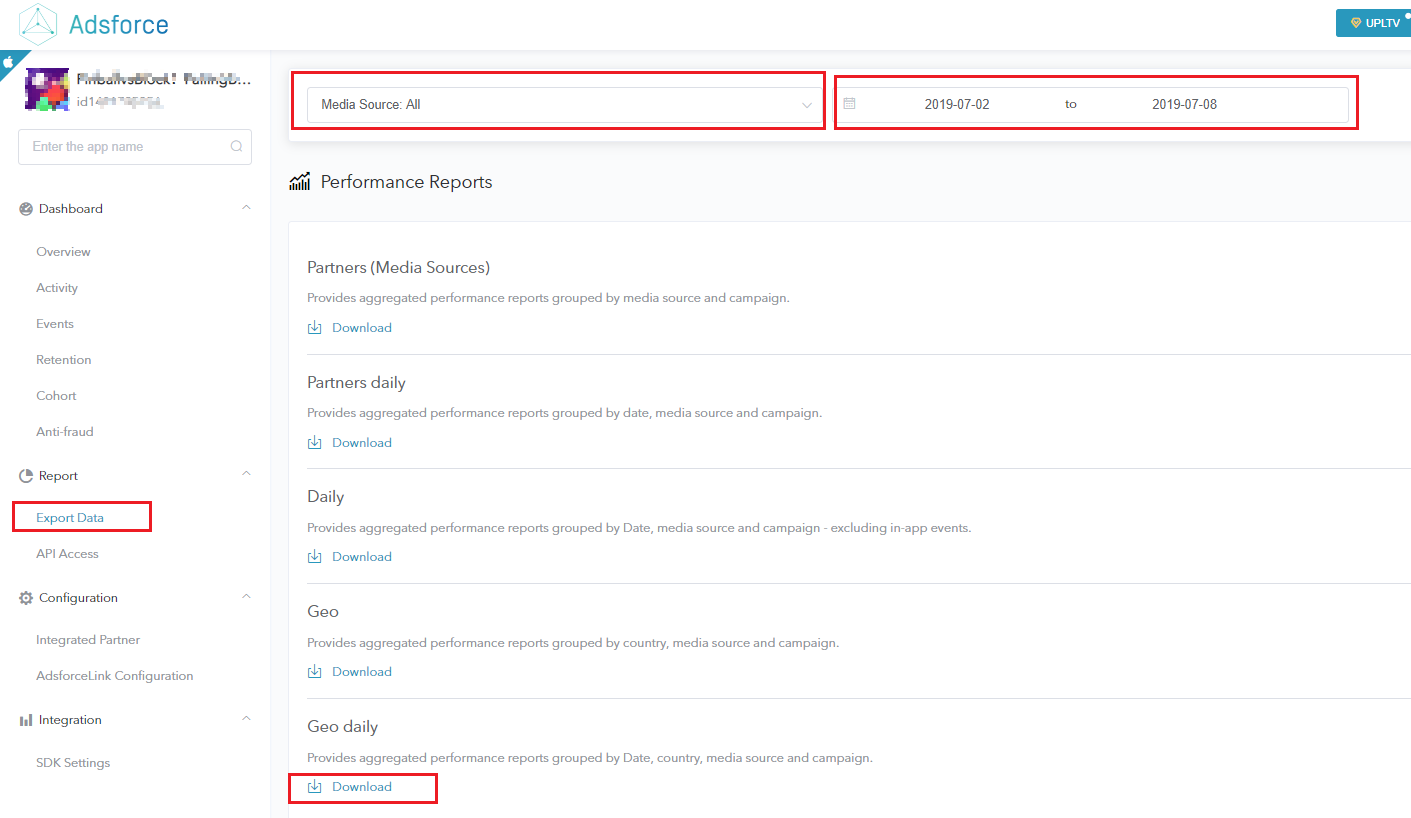 Adsforce
UPLTV
Media Source: All
2019-07-02 to 2019-07-08
Enter the app name
Dashboard
Overview
Activity
Events
Retention
Cohort
Anti-fraud
Report
Export Data
API Access
Configuration
Integrated Partner
AdsforceLink Configuration
Integration
SDK Settings
Performance Reports
Partners (Media Sources)
Provides aggregated performance reports grouped by media source and campaign.
Download
Partners daily
Provides aggregated performance reports grouped by date, media source and campaign.
Download
Daily
Provides aggregated performance reports grouped by Date, media source and campaign - excluding in-app events.
Download
Geo
Provides aggregated performance reports grouped by country, media source and campaign.
Download
Geo daily
Provides aggregated performance reports grouped by Date, country, media source and campaign.
Download